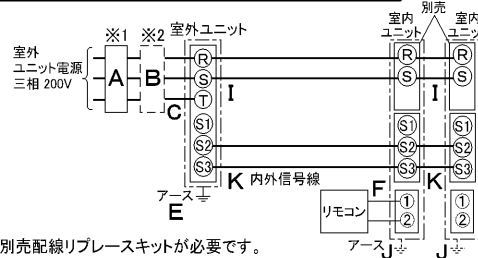 別売
※1
※2
室外ユニット
室内
ユニット
室内
ユニット
室外
ユニット電源
三相 200V
A
B
C
R
S
T
S1
S2
S3
I
R
S
S1
S2
S3
I
R
S
S1
S2
S3
K
内外信号線
F
K
アース
E
リモコン
1
2
1
2
アース
J
J
別売配線リプレースキットが必要です。